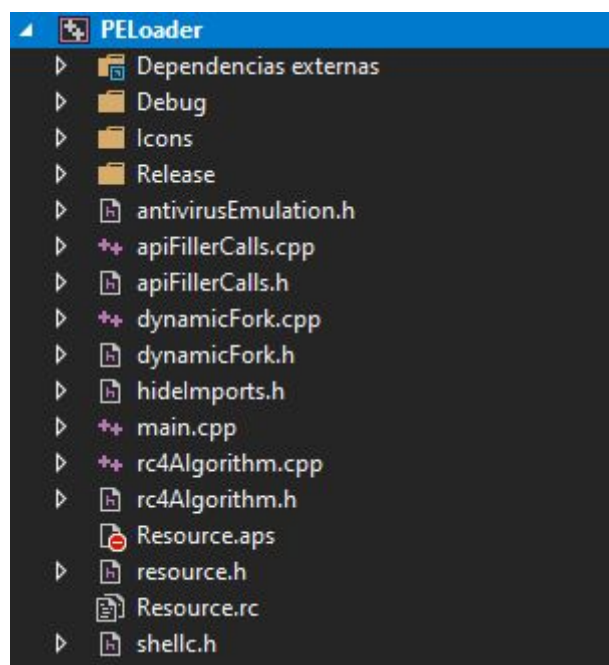 PELoader
Dependencias externas
Debug
Icons
Release
antivirusEmulation.h
apiFillerCalls.cpp
apiFillerCalls.h
dynamicFork.cpp
dynamicFork.h
hideImports.h
main.cpp
rc4Algorithm.cpp
rc4Algorithm.h
Resource.aps
resource.h
Resource.rc
shellc.h